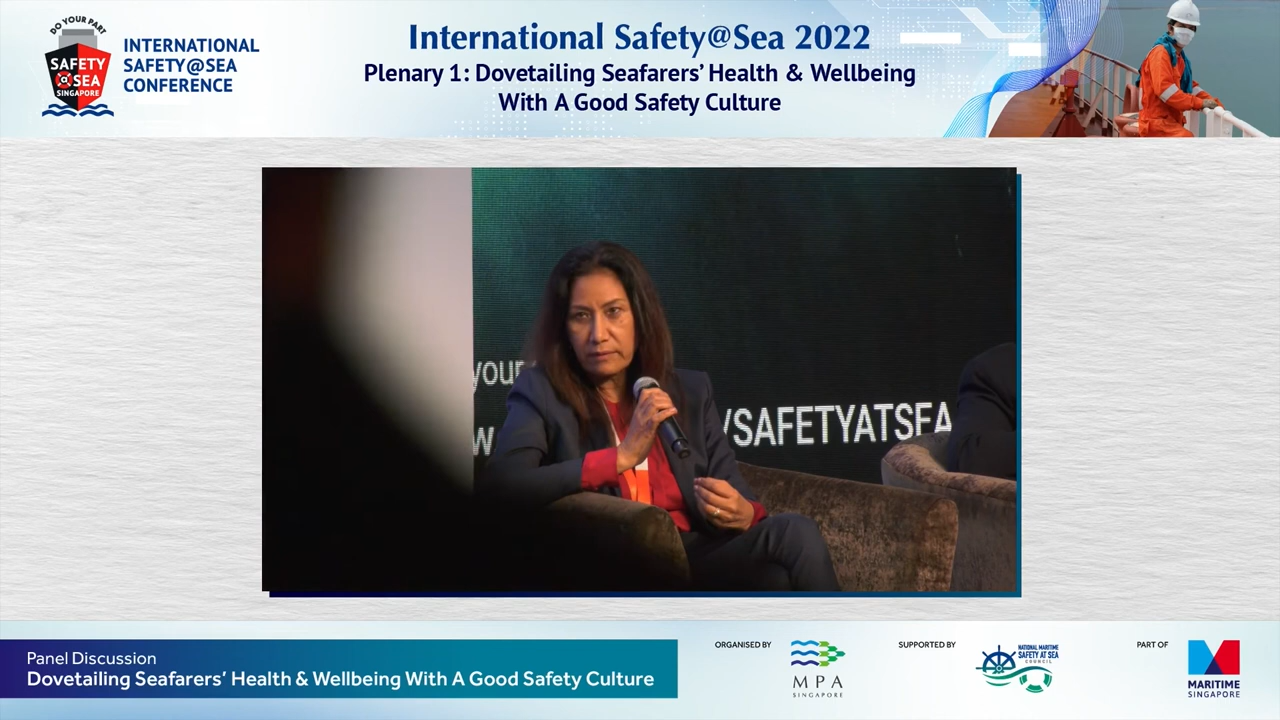 DO YOUR PART
SAFETY
@SEA
SINGAPORE
INTERNATIONAL
SAFETY@SEA
CONFERENCE
International Safety@Sea 2022
Plenary 1: Dovetailing Seafarers' Health & Wellbeing
With A Good Safety Culture
your
W
/SAFETYATSEA
Panel Discussion
Dovetailing Seafarers' Health & Wellbeing With A Good Safety Culture
ORGANISED BY
MPA
SINGAPORE
SUPPORTED BY
NATIONAL MARITIME
SAFETY AT SEA
COUNCIL
PART OF
MARITIME
SINGAPORE